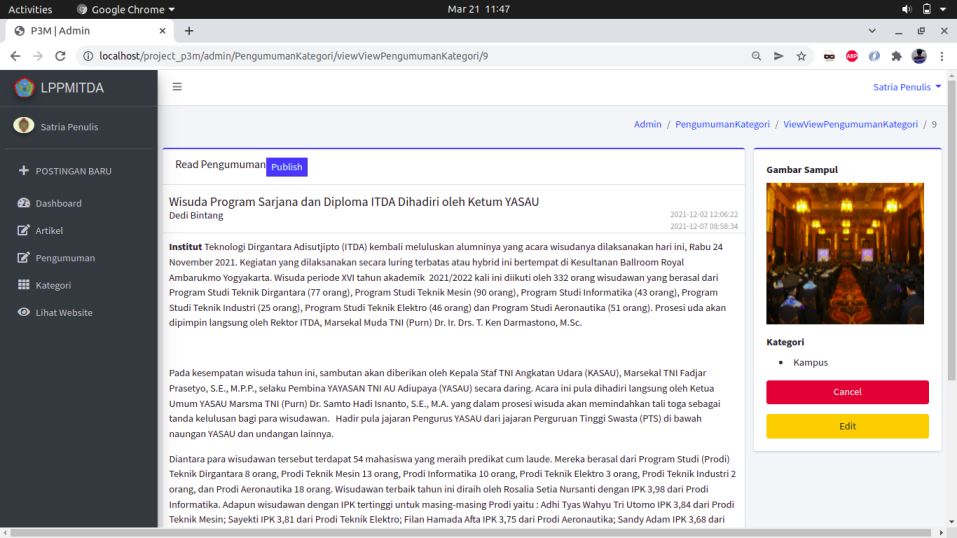 Activities Google Chrome Mar 21 11:47
P3M | Admin
localhost/project_p3m/admin/PengumumanKategori/viewViewPengumumanKategori/9
ABP
LPPMITDA
Satria Penulis
Satria Penulis
POSTINGAN BARU
Dashboard
Artikel
Pengumuman
Kategori
Lihat Website
Admin / PengumumanKategori / ViewViewPengumumanKategori / 9
Read Pengumuman Publish
Wisuda Program Sarjana dan Diploma ITDA Dihadiri oleh Ketum YASAU
Dedi Bintang
2021-12-02 12:06:22
2021-12-07 08:58:34
Institut Teknologi Dirgantara Adisutjipto (ITDA) kembali meluluskan alumninya yang acara wisudanya dilaksanakan hari ini, Rabu 24
November 2021. Kegiatan yang dilaksanakan secara luring terbatas atau hybrid ini bertempat di Kesultanan Ballroom Royal
Ambarukmo Yogyakarta. Wisuda periode XVI tahun akademik 2021/2022 kali ini diikuti oleh 332 orang wisudawan yang berasal dari
Program Studi Teknik Dirgantara (77 orang), Program Studi Teknik Mesin (90 orang), Program Studi Informatika (43 orang), Program
Studi Teknik Industri (25 orang), Program Studi Teknik Elektro (46 orang) dan Program Studi Aeronautika (51 orang). Prosesi uda akan
dipimpin langsung oleh Rektor ITDA, Marsekal Muda TNI (Purn) Dr. Ir. Drs. T. Ken Darmastono, M.Sc.
Pada kesempatan wisuda tahun ini, sambutan akan diberikan oleh Kepala Staf TNI Angkatan Udara (KASAU), Marsekal TNI Fadjar
Prasetyo, S.E., M.P.P., selaku Pembina YAYASAN TNI AU Adiupaya (YASAU) secara daring. Acara ini pula dihadiri langsung oleh Ketua
Umum YASAU Marsma TNI (Purn) Dr. Samto Hadi Isnanto, S.E., M.A. yang dalam prosesi wisuda akan memindahkan tali toga sebagai
tanda kelulusan bagi para wisudawan. Hadir pula jajaran Pengurus YASAU dari jajaran Perguruan Tinggi Swasta (PTS) di bawah
naungan YASAU dan undangan lainnya.
Diantara para wisudawan tersebut terdapat 54 mahasiswa yang meraih predikat cum laude. Mereka berasal dari Program Studi (Prodi)
Teknik Dirgantara 8 orang, Prodi Teknik Mesin 13 orang, Prodi Informatika 10 orang, Prodi Teknik Elektro 3 orang, Prodi Teknik Industri 2
orang, dan Prodi Aeronautika 18 orang. Wisudawan terbaik tahun ini diraih oleh Rosalia Setia Nursanti dengan IPK 3,98 dari Prodi
Informatika. Adapun wisudawan dengan IPK tertinggi untuk masing-masing Prodi yaitu : Adhi Tyas Wahyu Tri Utomo IPK 3,84 dari Prodi
Teknik Mesin; Sayekti IPK 3,81 dari Prodi Teknik Elektro; Filan Hamada Afta IPK 3,75 dari Prodi Aeronautika; Sandy Adam IPK 3,68 dari
Gambar Sampul
Kategori
Kampus
Cancel
Edit